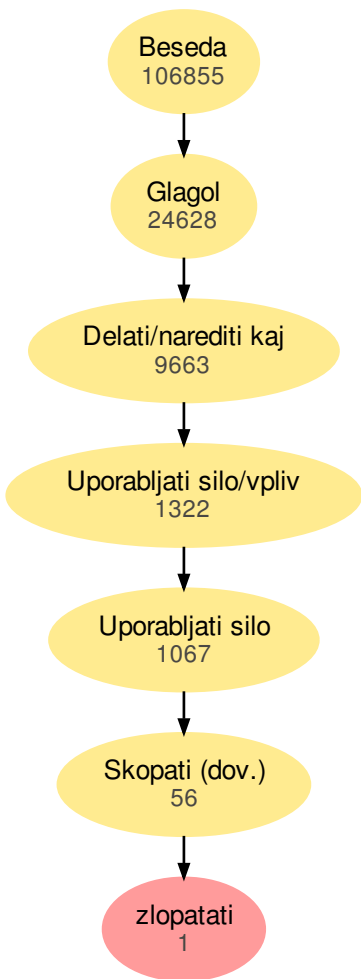 Beseda
106855
Glagol
24628
Delati/narediti kaj
9663
Uporabljati silo/vpliv
1322
Uporabljati silo
1067
Skopati (dov.)
56
zlopatati
1